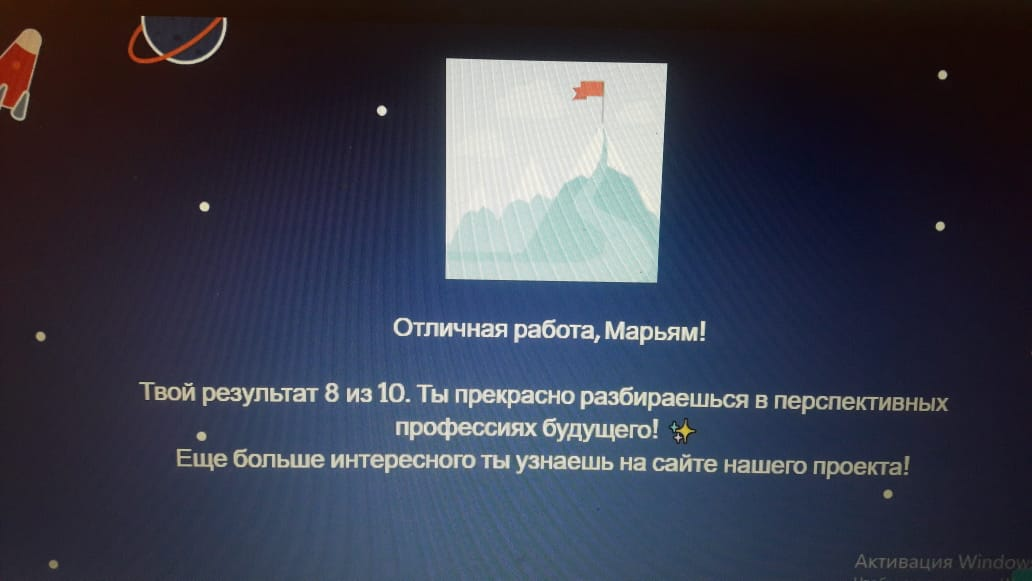 Отличная работа, Марьям!
Твой результат 8 из 10. Ты прекрасно разбираешься в перспективных
профессиях будущего! ✨
Еще больше интересного ты узнаешь на сайте нашего проекта!
Активация Window